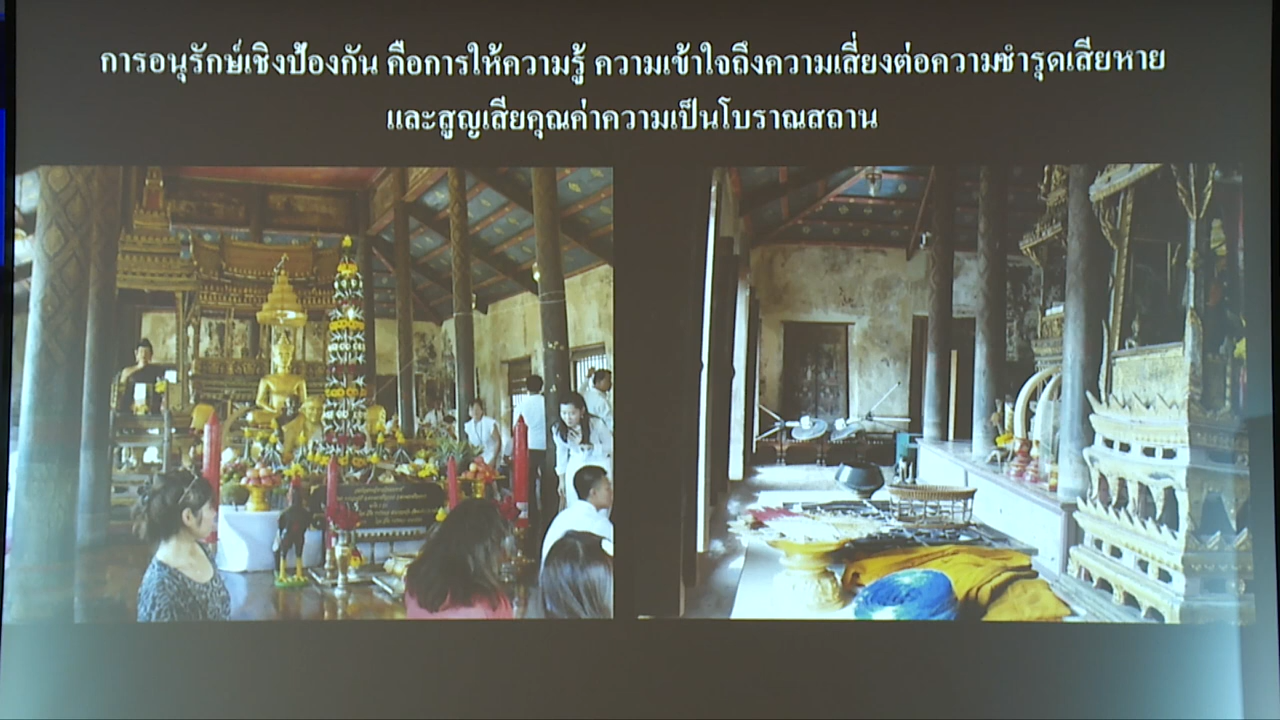 การอนุรักษ์เชิงป้องกัน คือการให้ความรู้ ความเข้าใจถึงความเสี่ยงต่อความชำรุดเสียหาย
และสูญเสียคุณค่าความเป็นโบราณสถาน